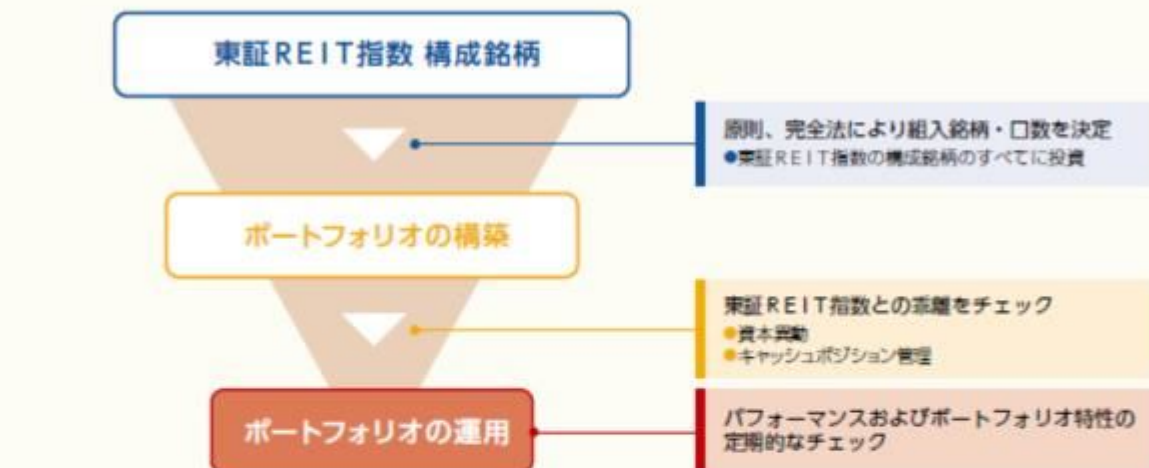 東証REIT指数 構成銘柄
原則、完全法により組入銘柄・口数を決定
●東証REIT指数の構成銘柄のすべてに投資
ポートフォリオの構築
東証REIT指数との乖離をチェック
●資本異動
●キャッシュポジション管理
ポートフォリオの運用
パフォーマンスおよびポートフォリオ特性の
定期的なチェック